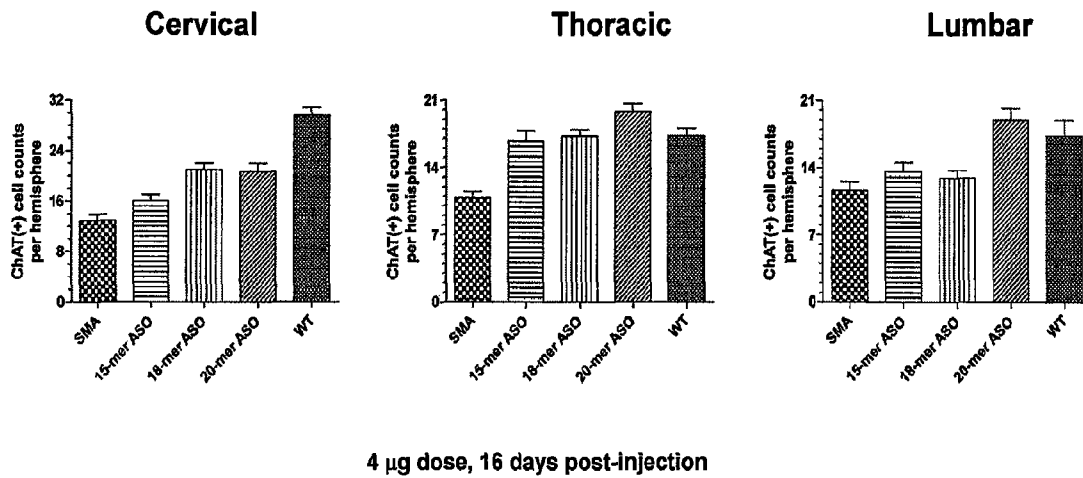 Cervical
Thoracic
Lumbar
ChAT(+) cell counts
per hemisphere
32
24
16
8
0
SMA
15-mer ASO
18-mer ASO
20-mer ASO
WT
ChAT(+) cell counts
per hemisphere
21
14
7
0
SMA
15-mer ASO
18-mer ASO
20-mer ASO
WT
ChAT(+) cell counts
per hemisphere
21
14
7
0
SMA
15-mer ASO
18-mer ASO
20-mer ASO
WT
4 μg dose, 16 days post-injection